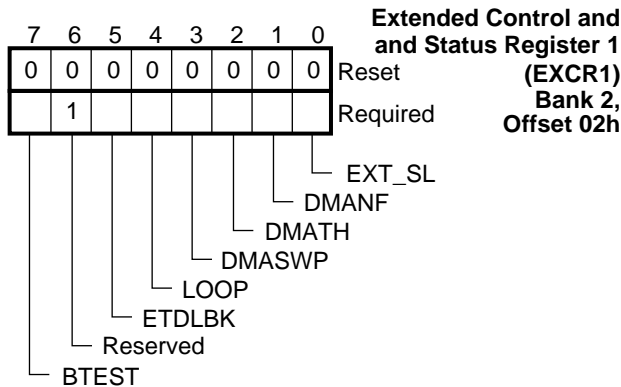 Extended Control and
and Status Register 1
(EXCR1)
Bank 2,
Offset 02h
7 6 5 4 3 2 1 0
0 0 0 0 0 0 0 0 Reset
1 Required
EXT_SL
DMANF
DMATH
DMASWP
LOOP
ETDLBK
Reserved
BTEST